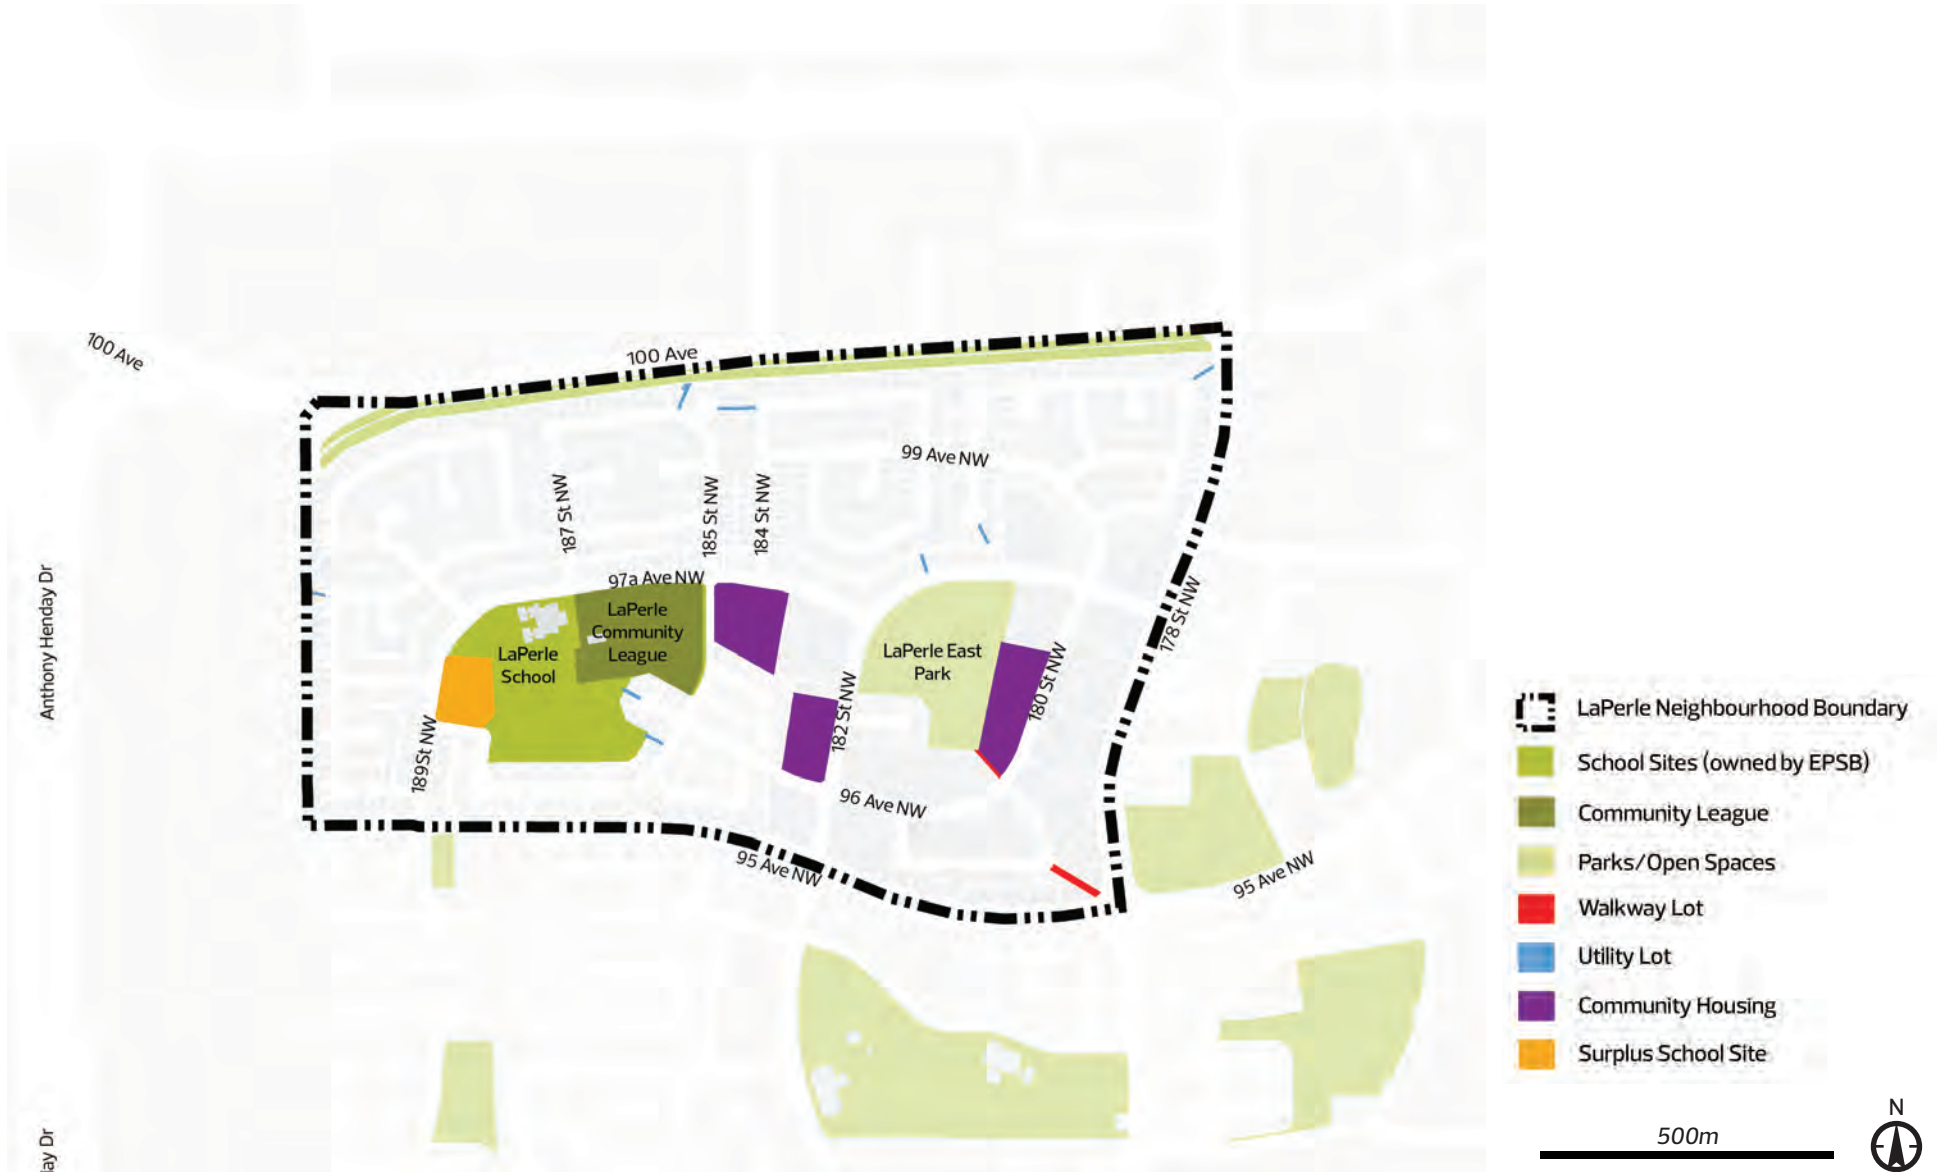 100 Ave
100 Ave
99 Ave NW
187 St NW
185 St NW
184 St NW
97a Ave NW
LaPerle
Community
League
LaPerle
School
LaPerle East
Park
178 St NW
180 St NW
182 St NW
189St NW
96 Ave NW
95 Ave NW
95 Ave NW
Anthony Henday Dr
ay Dr
LaPerle Neighbourhood Boundary
School Sites (owned by EPSB)
Community League
Parks/Open Spaces
Walkway Lot
Utility Lot
Community Housing
Surplus School Site
500m
N